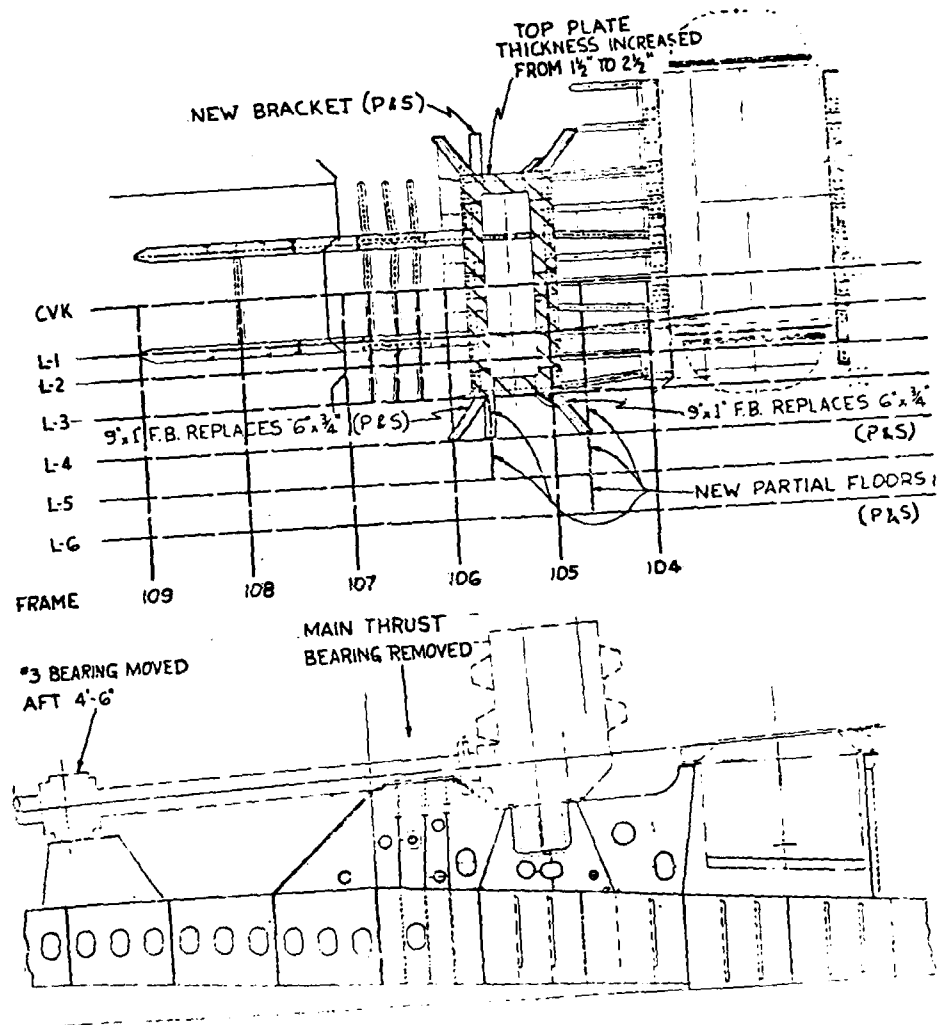 TOP PLATE
THICKNESS INCREASED
FROM 1½" TO 2½"
NEW BRACKET (P&S)
CVK
L-1
L-2
L-3
9"x1" F.B. REPLACES 6"x¾" (P&S)
9"x1" F.B. REPLACES 6"x¾"
(P&S)
L-4
L-5
NEW PARTIAL FLOORS
(P&S)
L-6
FRAME 109 108 107 106 105 104
MAIN THRUST
BEARING REMOVED
#3 BEARING MOVED
AFT 4'-6"